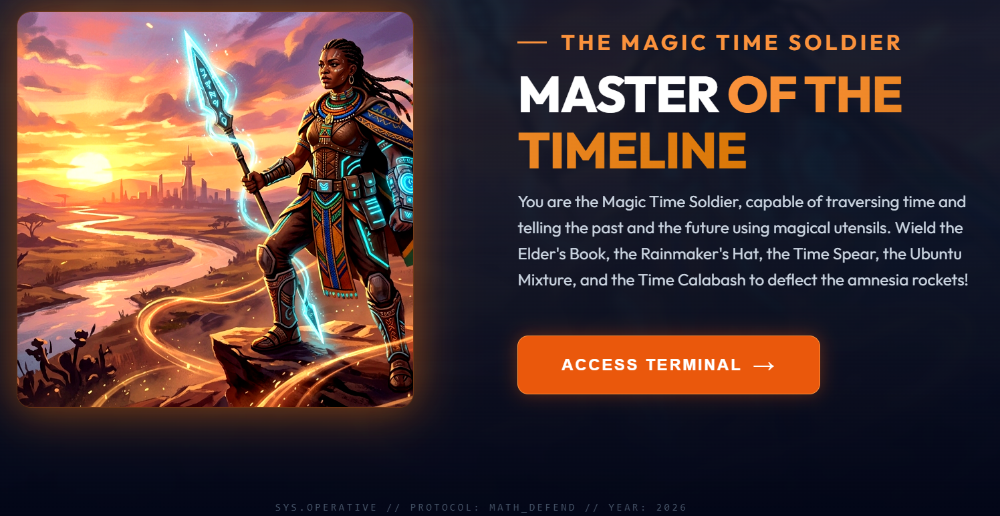 THE MAGIC TIME SOLDIER
MASTER OF THE
TIMELINE
You are the Magic Time Soldier, capable of traversing time and
telling the past and the future using magical utensils. Wield the
Elder's Book, the Rainmaker's Hat, the Time Spear, the Ubuntu
Mixture, and the Time Calabash to deflect the amnesia rockets!
ACCESS TERMINAL →
SYS.OPERATIVE // PROTOCOL: MATH_DEFEND // YEAR: 2026